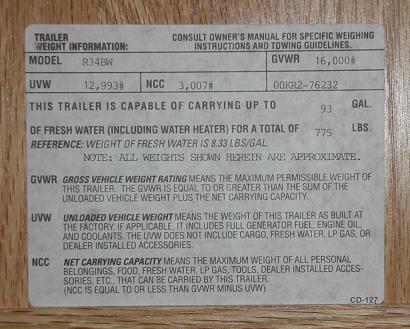 TRAILER
WEIGHT INFORMATION:
CONSULT OWNER'S MANUAL FOR SPECIFIC WEIGHING
INSTRUCTIONS AND TOWING GUIDELINES.
MODEL R34BW GVWR 16,000#
UVW 12,993# NCC 3,007# 00KR2-76232
THIS TRAILER IS CAPABLE OF CARRYING UP TO 93 GAL.
OF FRESH WATER (INCLUDING WATER HEATER) FOR A TOTAL OF 775 LBS.
REFERENCE: WEIGHT OF FRESH WATER IS 8.33 LBS/GAL.
NOTE: ALL WEIGHTS SHOWN HEREIN ARE APPROXIMATE.
GVWR GROSS VEHICLE WEIGHT RATING MEANS THE MAXIMUM PERMISSIBLE WEIGHT OF
THIS TRAILER. THE GVWR IS EQUAL TO OR GREATER THAN THE SUM OF THE
UNLOADED VEHICLE WEIGHT PLUS THE NET CARRYING CAPACITY.
UVW UNLOADED VEHICLE WEIGHT MEANS THE WEIGHT OF THIS TRAILER AS BUILT AT
THE FACTORY. IF APPLICABLE, IT INCLUDES FULL GENERATOR FUEL, ENGINE OIL,
AND COOLANTS. THE UVW DOES NOT INCLUDE CARGO, FRESH WATER, LP GAS, OR
DEALER INSTALLED ACCESSORIES.
NCC NET CARRYING CAPACITY MEANS THE MAXIMUM WEIGHT OF ALL PERSONAL
BELONGINGS, FOOD, FRESH WATER, LP GAS, TOOLS, DEALER INSTALLED ACCES-
SORIES, ETC., THAT CAN BE CARRIED BY THIS TRAILER.
(NCC IS EQUAL TO OR LESS THAN GVWR MINUS UVW).
CD-127